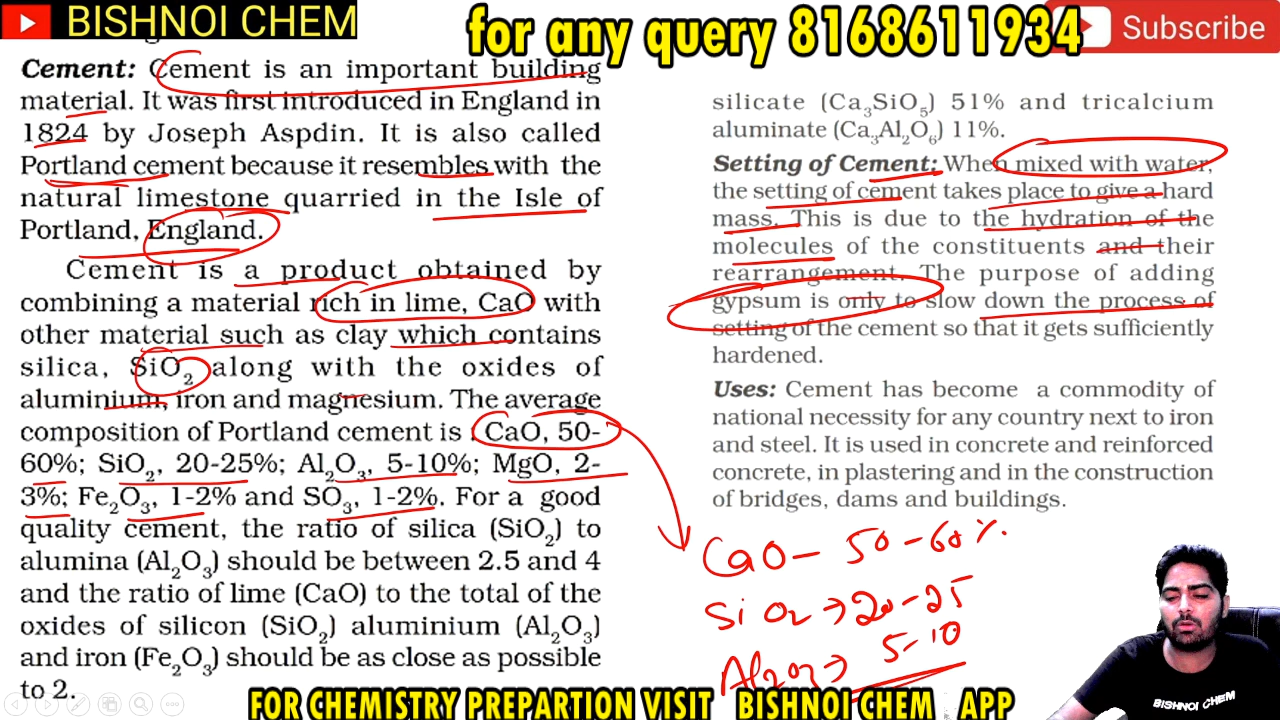 BISHNOI CHEM
for any query 8168611934
Subscribe
Cement: Cement is an important building
material. It was first introduced in England in
1824 by Joseph Aspdin. It is also called
Portland cement because it resembles with the
natural limestone quarried in the Isle of
Portland, England.
Cement is a product obtained by
combining a material rich in lime, CaO with
other material such as clay which contains
silica, SiO₂ along with the oxides of
aluminium, iron and magnesium. The average
composition of Portland cement is : CaO, 50-
60%; SiO₂, 20-25%; Al₂O₃, 5-10%; MgO, 2-
3%; Fe₂O₃, 1-2% and SO₃, 1-2%. For a good
quality cement, the ratio of silica (SiO₂) to
alumina (Al₂O₃) should be between 2.5 and 4
and the ratio of lime (CaO) to the total of the
oxides of silicon (SiO₂) aluminium (Al₂O₃)
and iron (Fe₂O₃) should be as close as possible
to 2.
silicate (Ca₃SiO₅) 51% and tricalcium
aluminate (Ca₃Al₂O₆) 11%.
Setting of Cement: When mixed with water,
the setting of cement takes place to give a hard
mass. This is due to the hydration of the
molecules of the constituents and their
rearrangement. The purpose of adding
gypsum is only to slow down the process of
setting of the cement so that it gets sufficiently
hardened.
Uses: Cement has become a commodity of
national necessity for any country next to iron
and steel. It is used in concrete and reinforced
concrete, in plastering and in the construction
of bridges, dams and buildings.
CaO - 50-60%
SiO₂ → 20-25
Al₂O₃ → 5-10
BISHNOI CHEM
FOR CHEMISTRY PREPARTION VISIT BISHNOI CHEM APP